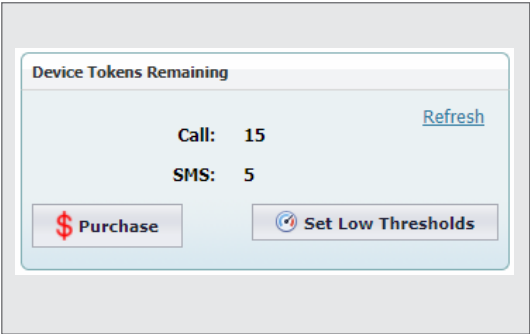 Device Tokens Remaining
Refresh
Call: 15
SMS: 5
$ Purchase
Set Low Thresholds